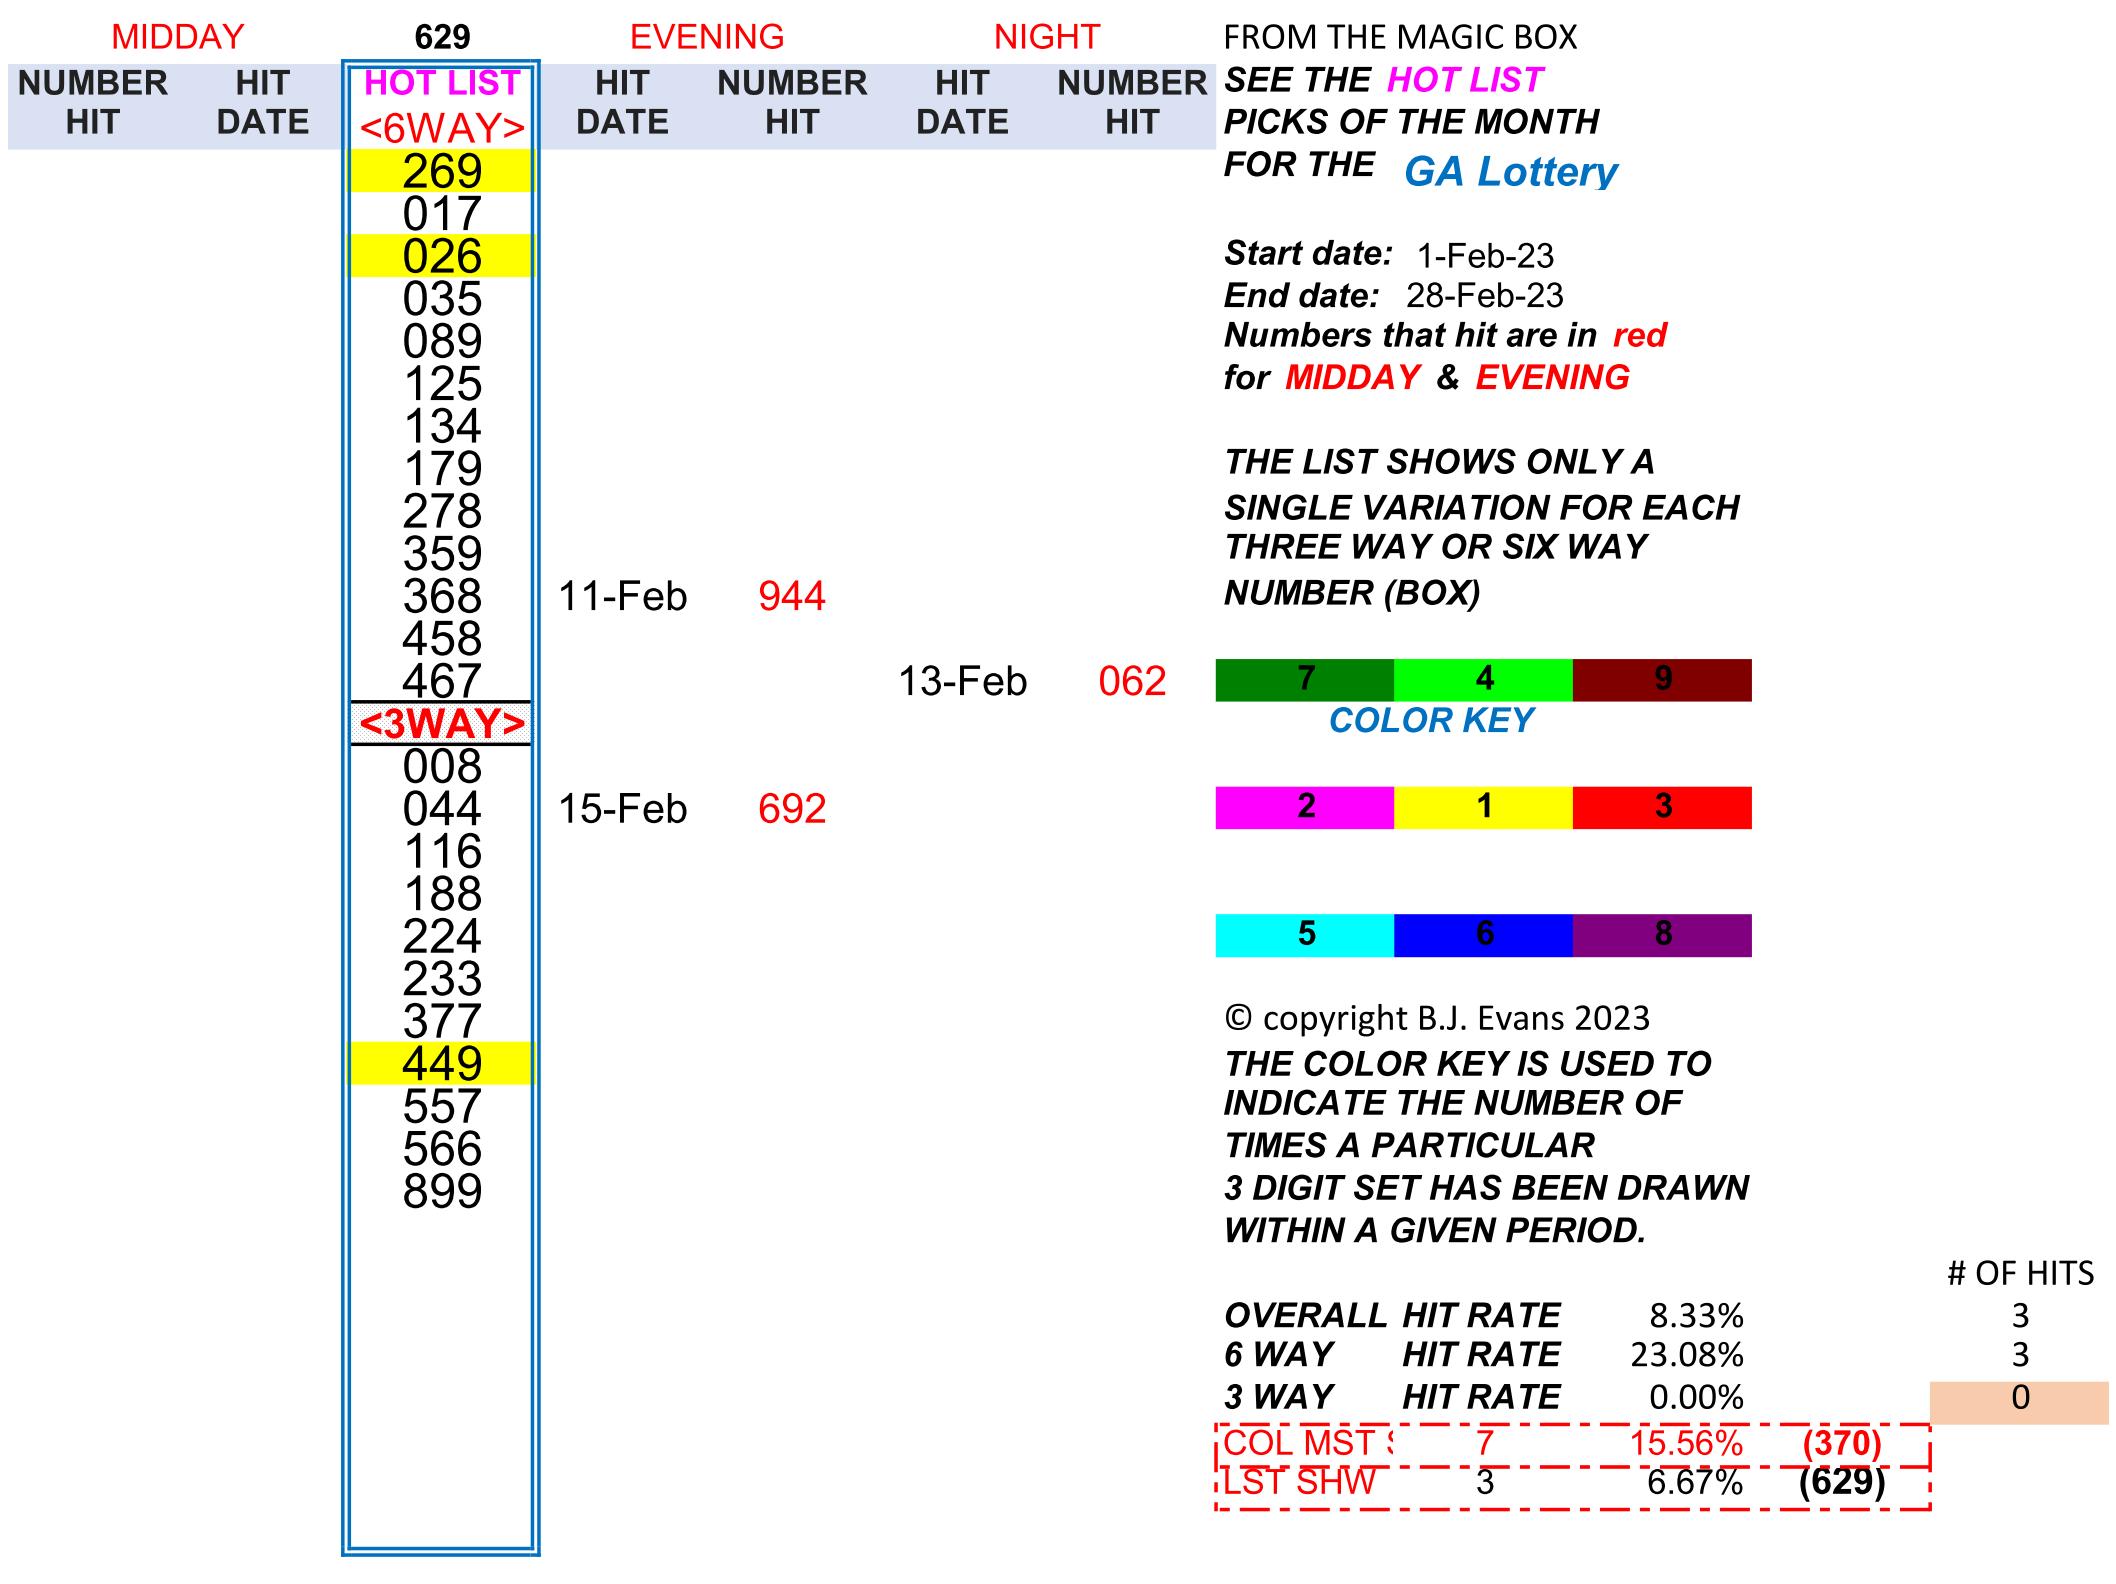 MIDDAY 629 EVENING NIGHT FROM THE MAGIC BOX
NUMBER HIT HOT LIST HIT NUMBER HIT NUMBER SEE THE HOT LIST
HIT DATE <6WAY> DATE HIT DATE HIT PICKS OF THE MONTH
269 FOR THE GA Lottery
017
026 Start date: 1-Feb-23
035 End date: 28-Feb-23
089 Numbers that hit are in red
125 for MIDDAY & EVENING
134
179 THE LIST SHOWS ONLY A
278 SINGLE VARIATION FOR EACH
359 THREE WAY OR SIX WAY
368 11-Feb 944 NUMBER (BOX)
458
467 13-Feb 062 7 4 9
<3WAY> COLOR KEY
008
044 15-Feb 692 2 1 3
116
188
224 5 6 8
233
377 © copyright B.J. Evans 2023
449 THE COLOR KEY IS USED TO
557 INDICATE THE NUMBER OF
566 TIMES A PARTICULAR
899 3 DIGIT SET HAS BEEN DRAWN
WITHIN A GIVEN PERIOD.
# OF HITS
OVERALL HIT RATE 8.33% 3
6 WAY HIT RATE 23.08% 3
3 WAY HIT RATE 0.00% 0
COL MST 7 15.56% (370)
LST SHW 3 6.67% (629)